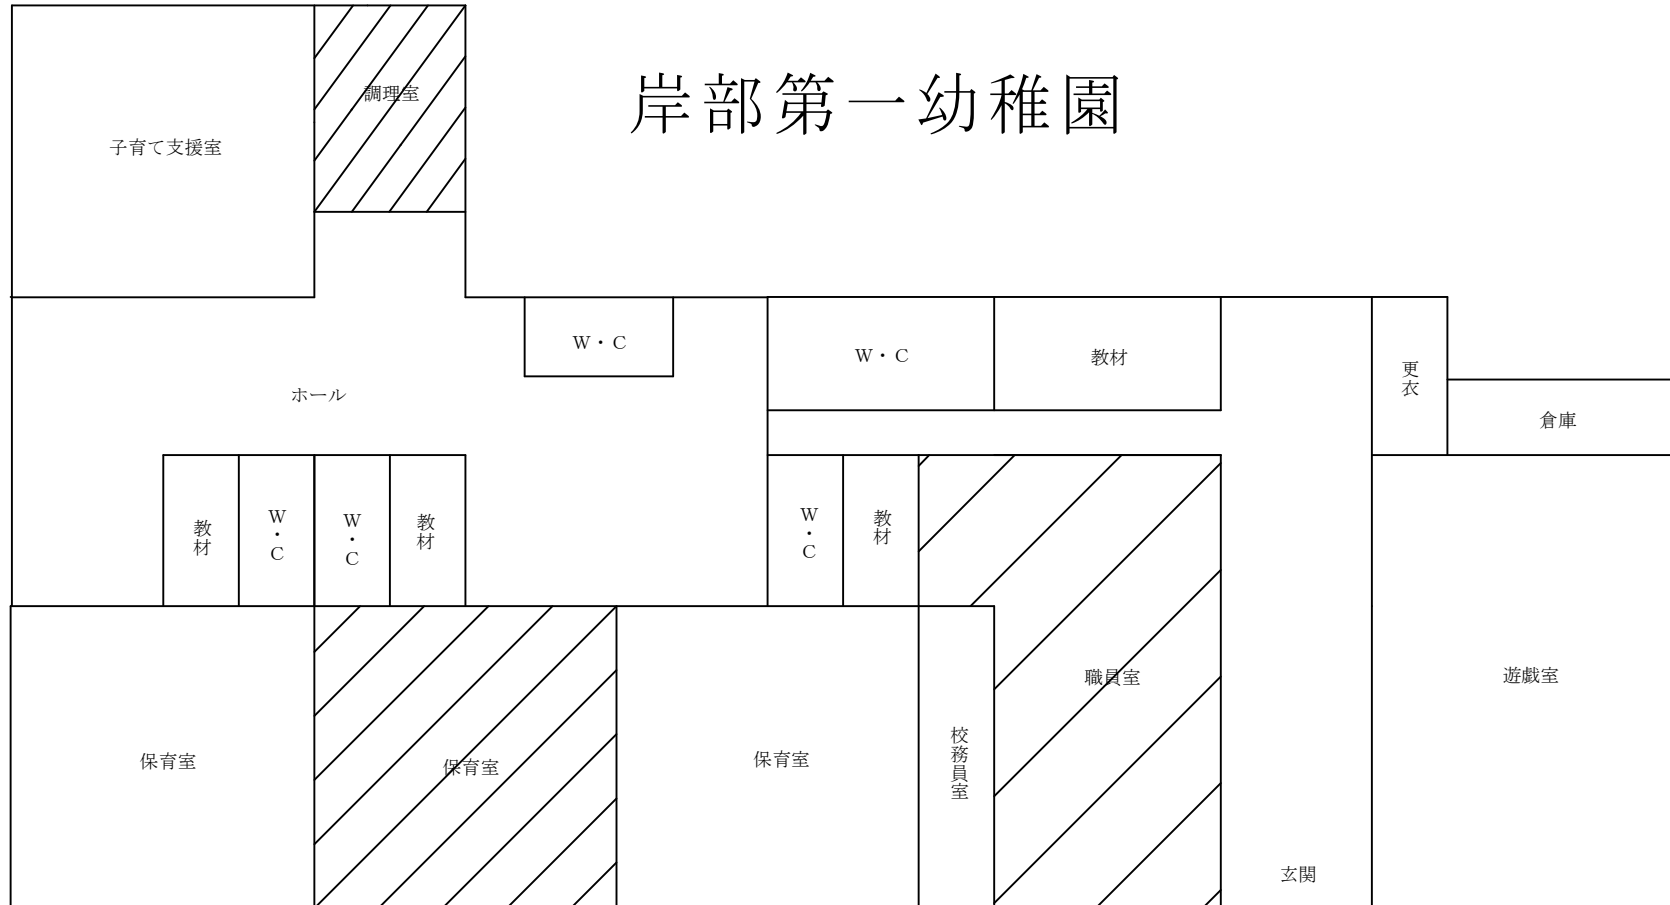 岸部第一幼稚園
調理室
子育て支援室
W・C
W・C
教材
更衣
ホール
倉庫
教材
W・C
W・C
教材
W・C
教材
職員室
遊戯室
保育室
保育室
保育室
校務員室
玄関